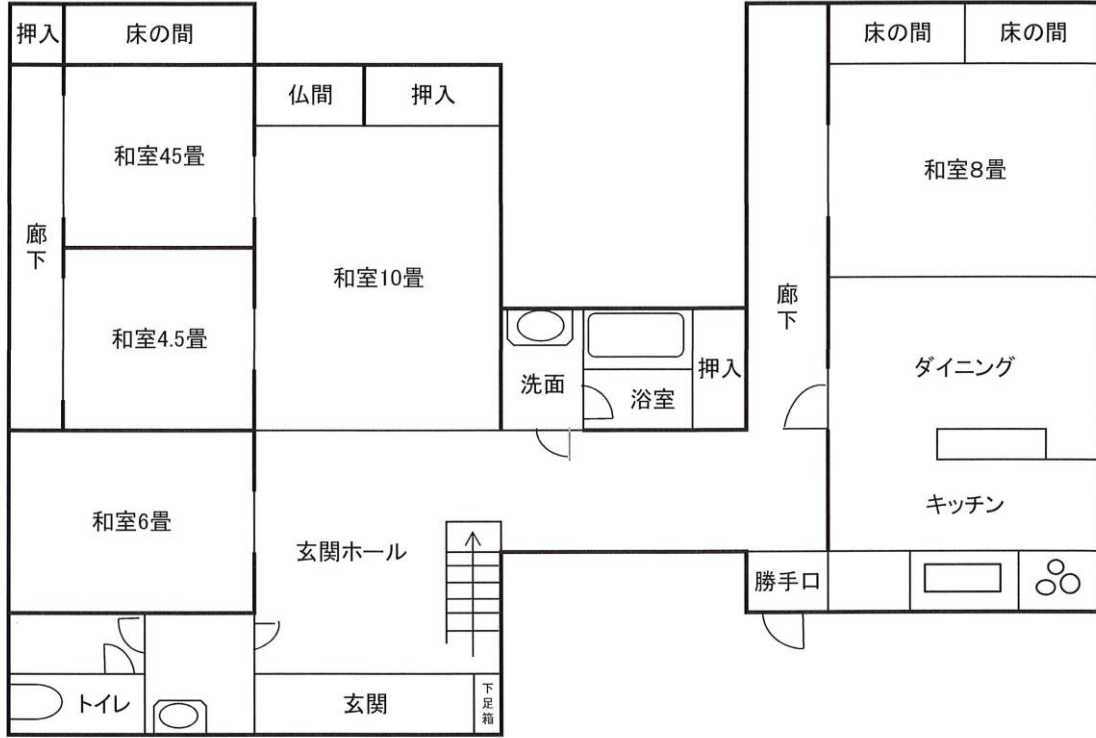 押入
床の間
床の間
床の間
仏間
押入
和室45畳
和室8畳
廊下
和室10畳
廊下
和室4.5畳
洗面
浴室
押入
ダイニング
和室6畳
玄関ホール
キッチン
勝手口
トイレ
玄関
下足箱